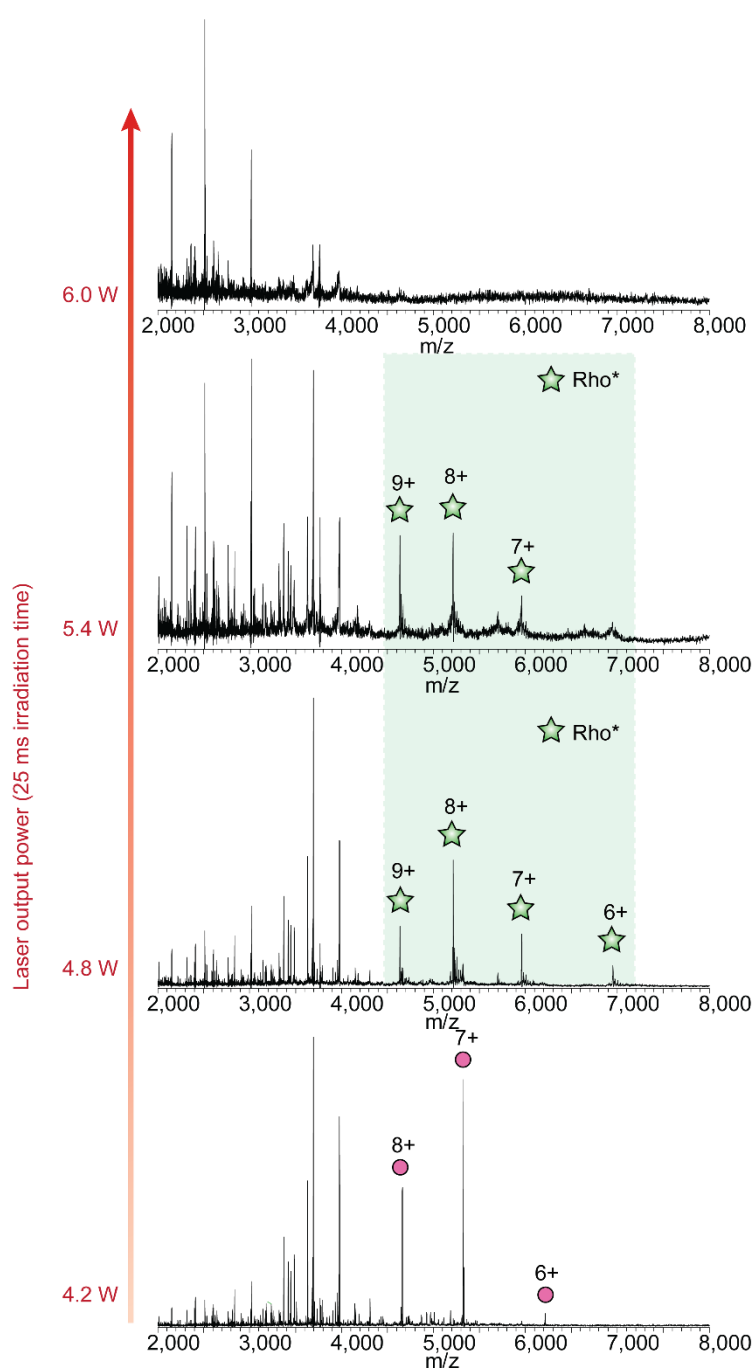 Laser output power (25 ms irradiation time)
6.0 W
2,000 3,000 4,000 5,000 6,000 7,000 8,000
m/z
Rho*
9+ 8+ 7+
5.4 W
2,000 3,000 4,000 5,000 6,000 7,000 8,000
m/z
Rho*
9+ 8+ 7+ 6+
4.8 W
2,000 3,000 4,000 5,000 6,000 7,000 8,000
m/z
8+ 7+ 6+
4.2 W
2,000 3,000 4,000 5,000 6,000 7,000 8,000
m/z